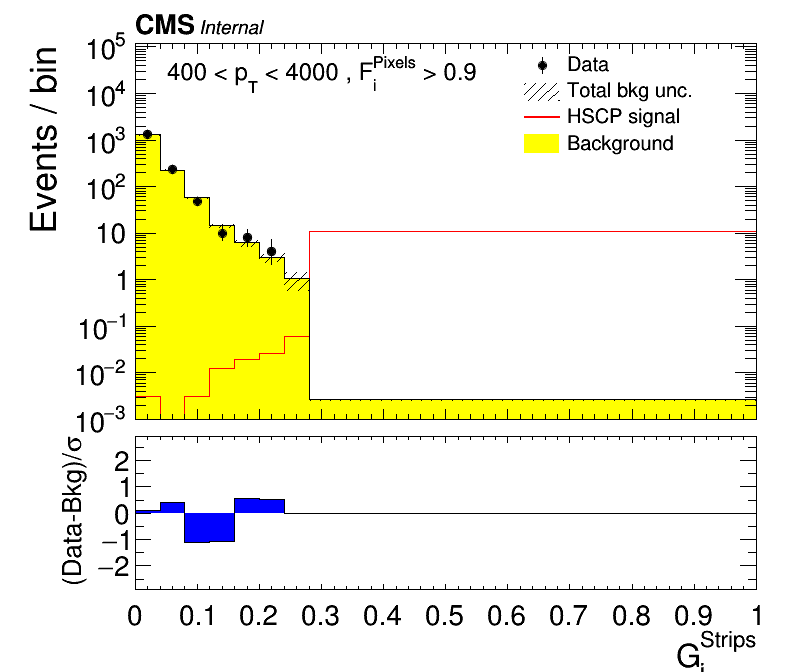 CMS Internal
400 < p_T < 4000 , F_i^Pixels > 0.9
Data
Total bkg unc.
HSCP signal
Background
Events / bin
10^5
10^4
10^3
10^2
10
1
10^−1
10^−2
10^−3
(Data-Bkg)/σ
2
1
0
−1
−2
0 0.1 0.2 0.3 0.4 0.5 0.6 0.7 0.8 0.9 1
G_i^Strips